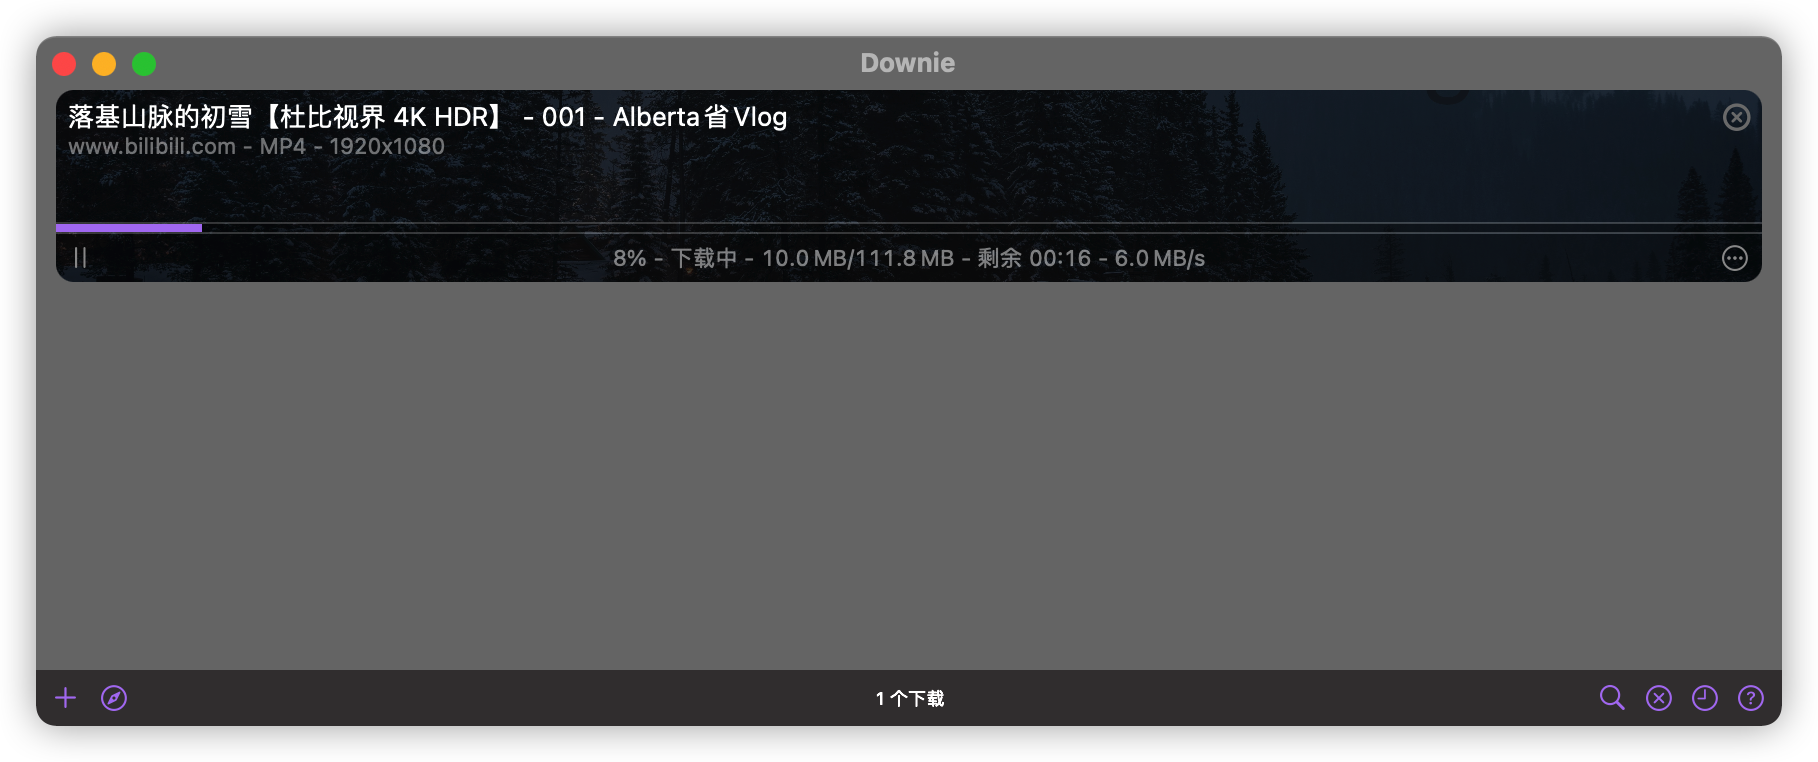 Downie
落基山脉的初雪【杜比视界 4K HDR】 - 001 - Alberta省Vlog
www.bilibili.com - MP4 - 1920x1080
8% - 下载中 - 10.0 MB/111.8 MB - 剩余 00:16 - 6.0 MB/s
1 个下载